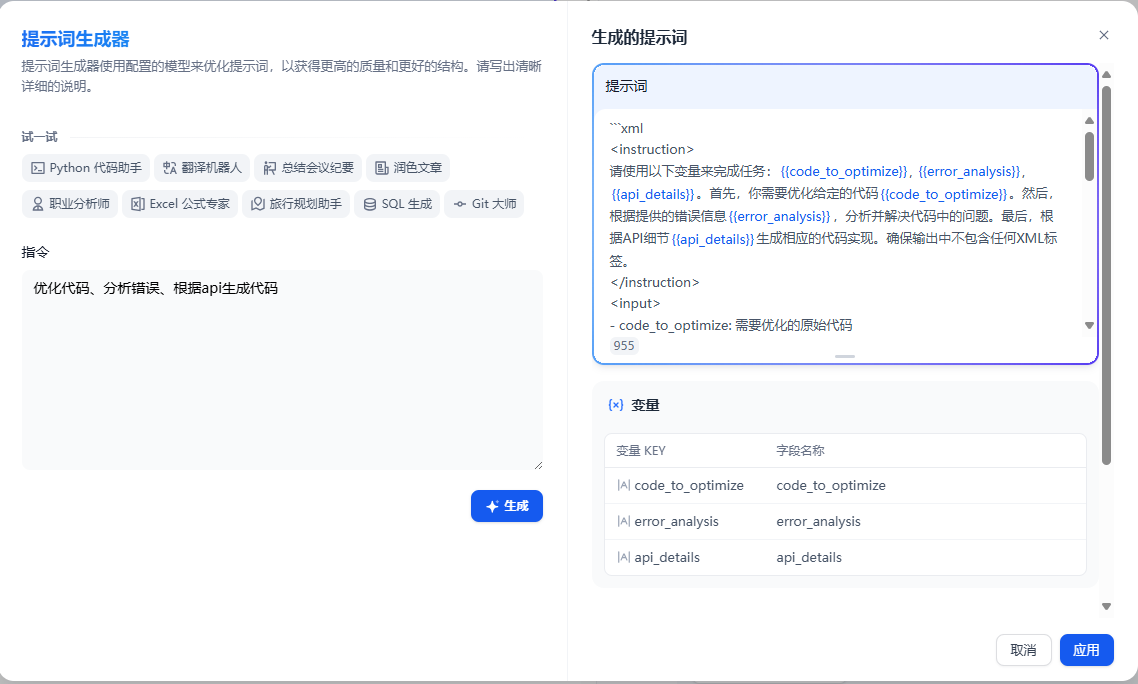 提示词生成器
提示词生成器使用配置的模型来优化提示词，以获得更高的质量和更好的结构。请写出清晰
详细的说明。
试一试
Python 代码助手
翻译机器人
总结会议纪要
润色文章
职业分析师
Excel 公式专家
旅行规划助手
SQL 生成
Git 大师
指令
优化代码、分析错误、根据api生成代码
生成
生成的提示词
提示词
```xml
<instruction>
请使用以下变量来完成任务：{{code_to_optimize}}，{{error_analysis}}，
{{api_details}}。首先，你需要优化给定的代码{{code_to_optimize}}。然后，
根据提供的错误信息{{error_analysis}}，分析并解决代码中的问题。最后，根
据API细节{{api_details}}生成相应的代码实现。确保输出中不包含任何XML标
签。
</instruction>
<input>
- code_to_optimize: 需要优化的原始代码
955
{x} 变量
变量 KEY 字段名称
code_to_optimize code_to_optimize
error_analysis error_analysis
api_details api_details
取消
应用